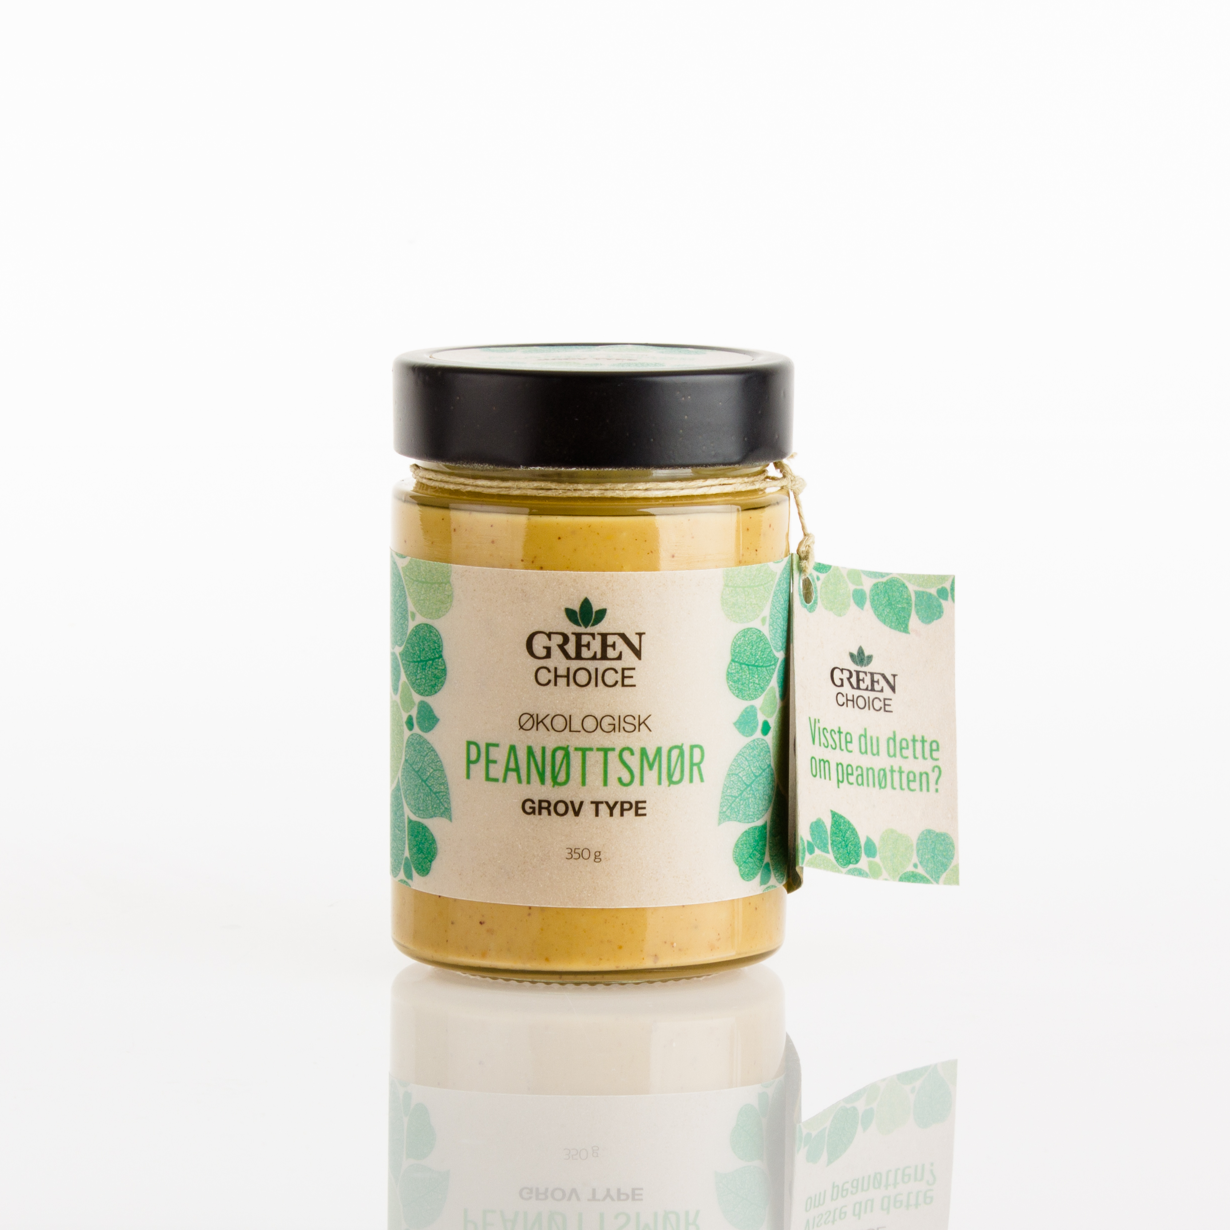 GREEN
CHOICE
ØKOLOGISK
PEANØTTSMØR
GROV TYPE
350 g
GREEN
CHOICE
Visste du dette
om peanøtten?